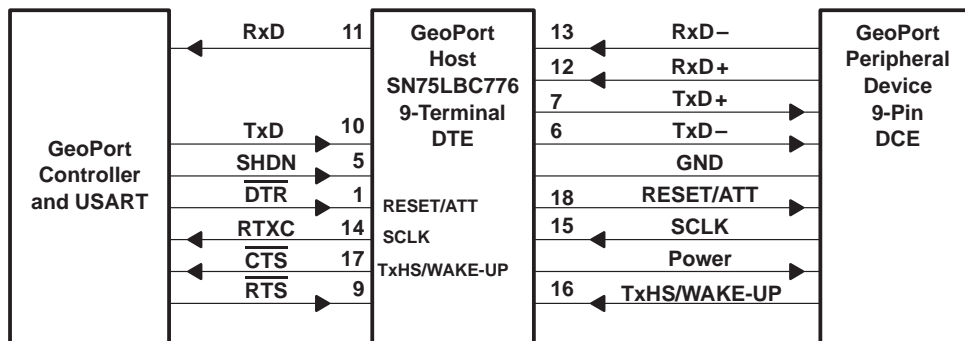 GeoPort
Controller
and USART
RxD 11
TxD 10
SHDN 5
DTR 1
RTXC 14
CTS 17
RTS 9
GeoPort
Host
SN75LBC776
9-Terminal
DTE
RESET/ATT
SCLK
TxHS/WAKE-UP
13 RxD–
12 RxD+
7 TxD+
6 TxD–
GND
18 RESET/ATT
15 SCLK
Power
16 TxHS/WAKE-UP
GeoPort
Peripheral
Device
9-Pin
DCE